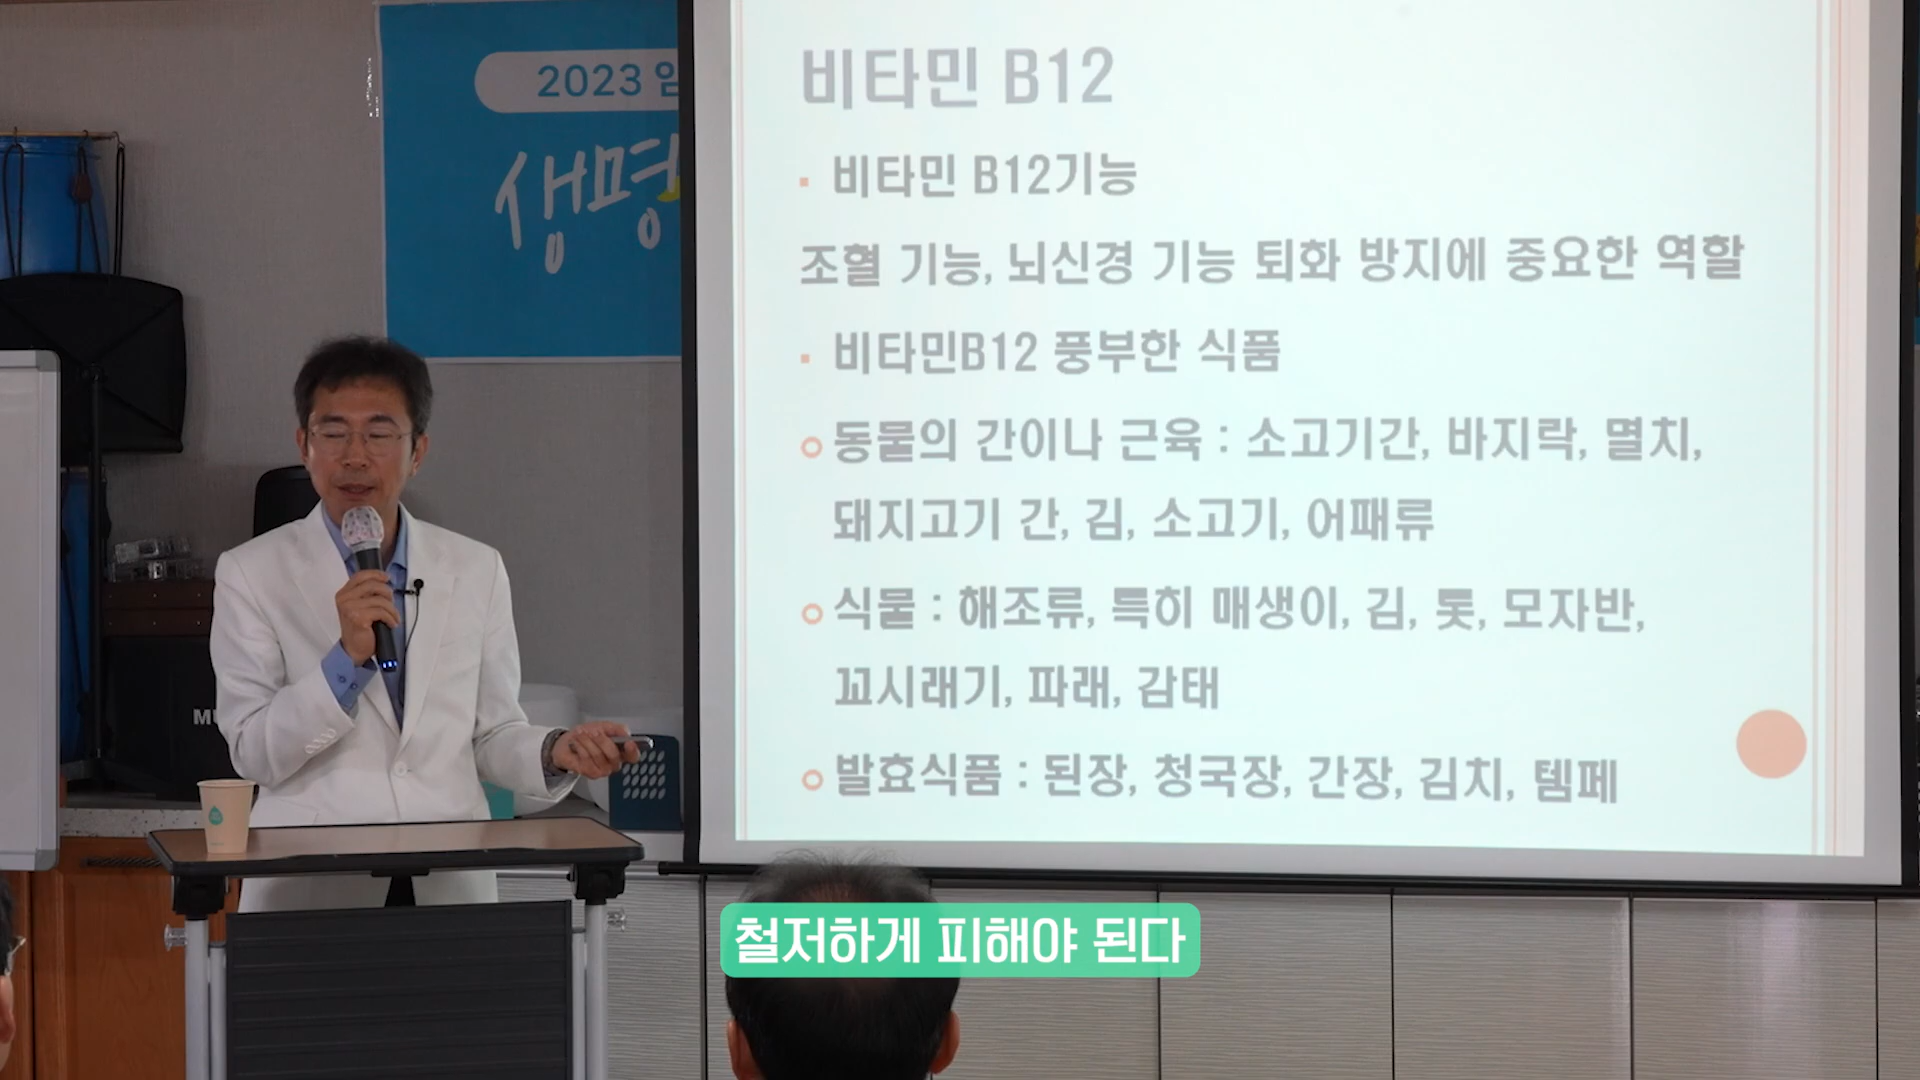 2023 암
생명
비타민 B12
비타민 B12기능
조혈 기능, 뇌신경 기능 퇴화 방지에 중요한 역할
비타민B12 풍부한 식품
동물의 간이나 근육 : 소고기간, 바지락, 멸치,
돼지고기 간, 김, 소고기, 어패류
식물 : 해조류, 특히 매생이, 김, 톳, 모자반,
꼬시래기, 파래, 감태
발효식품 : 된장, 청국장, 간장, 김치, 템페
MU
철저하게 피해야 된다